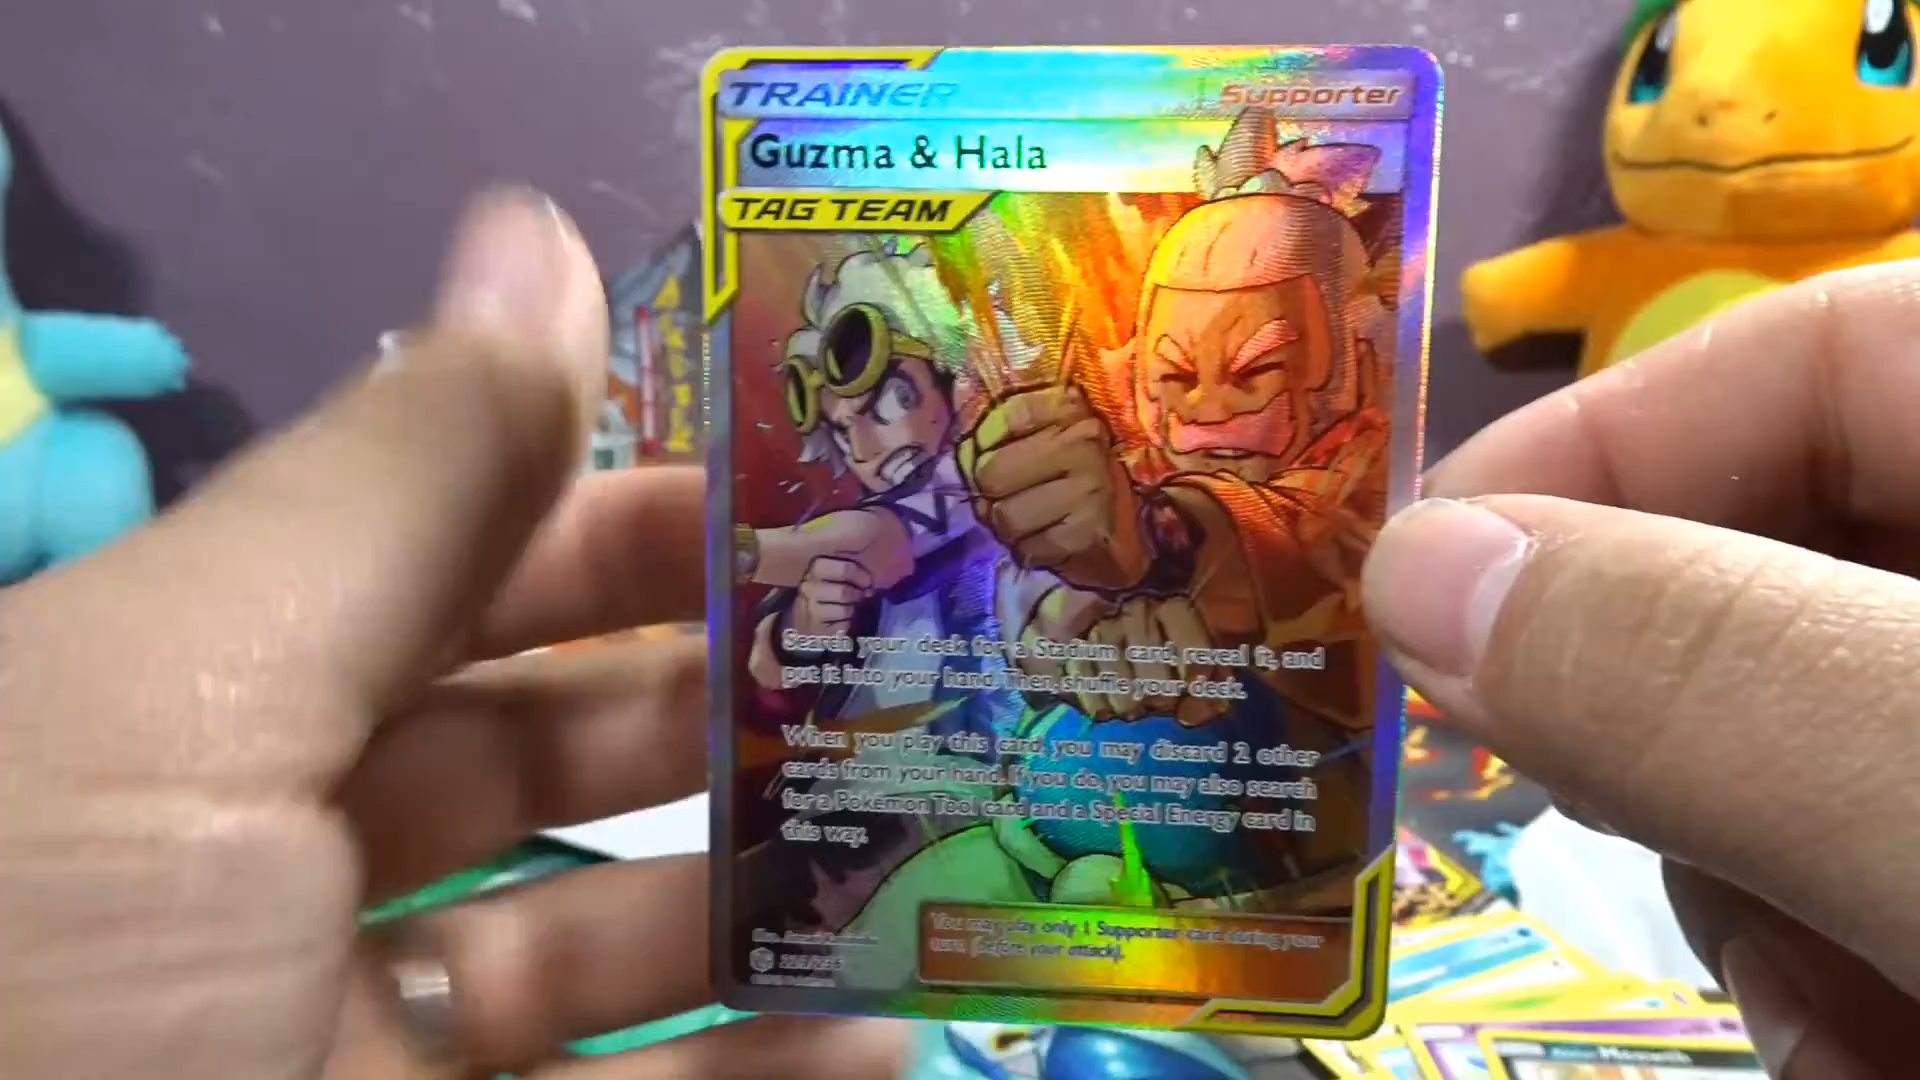 TRAINER
Supporter
Guzma & Hala
TAG TEAM
Search your deck for a Stadium card, reveal it, and
put it into your hand. Then, shuffle your deck.
When you play this card, you may discard 2 other
cards from your hand. If you do, you may also search
for a Pokémon Tool card and a Special Energy card in
this way.
You may play only 1 Supporter card during your
turn (before your attack).